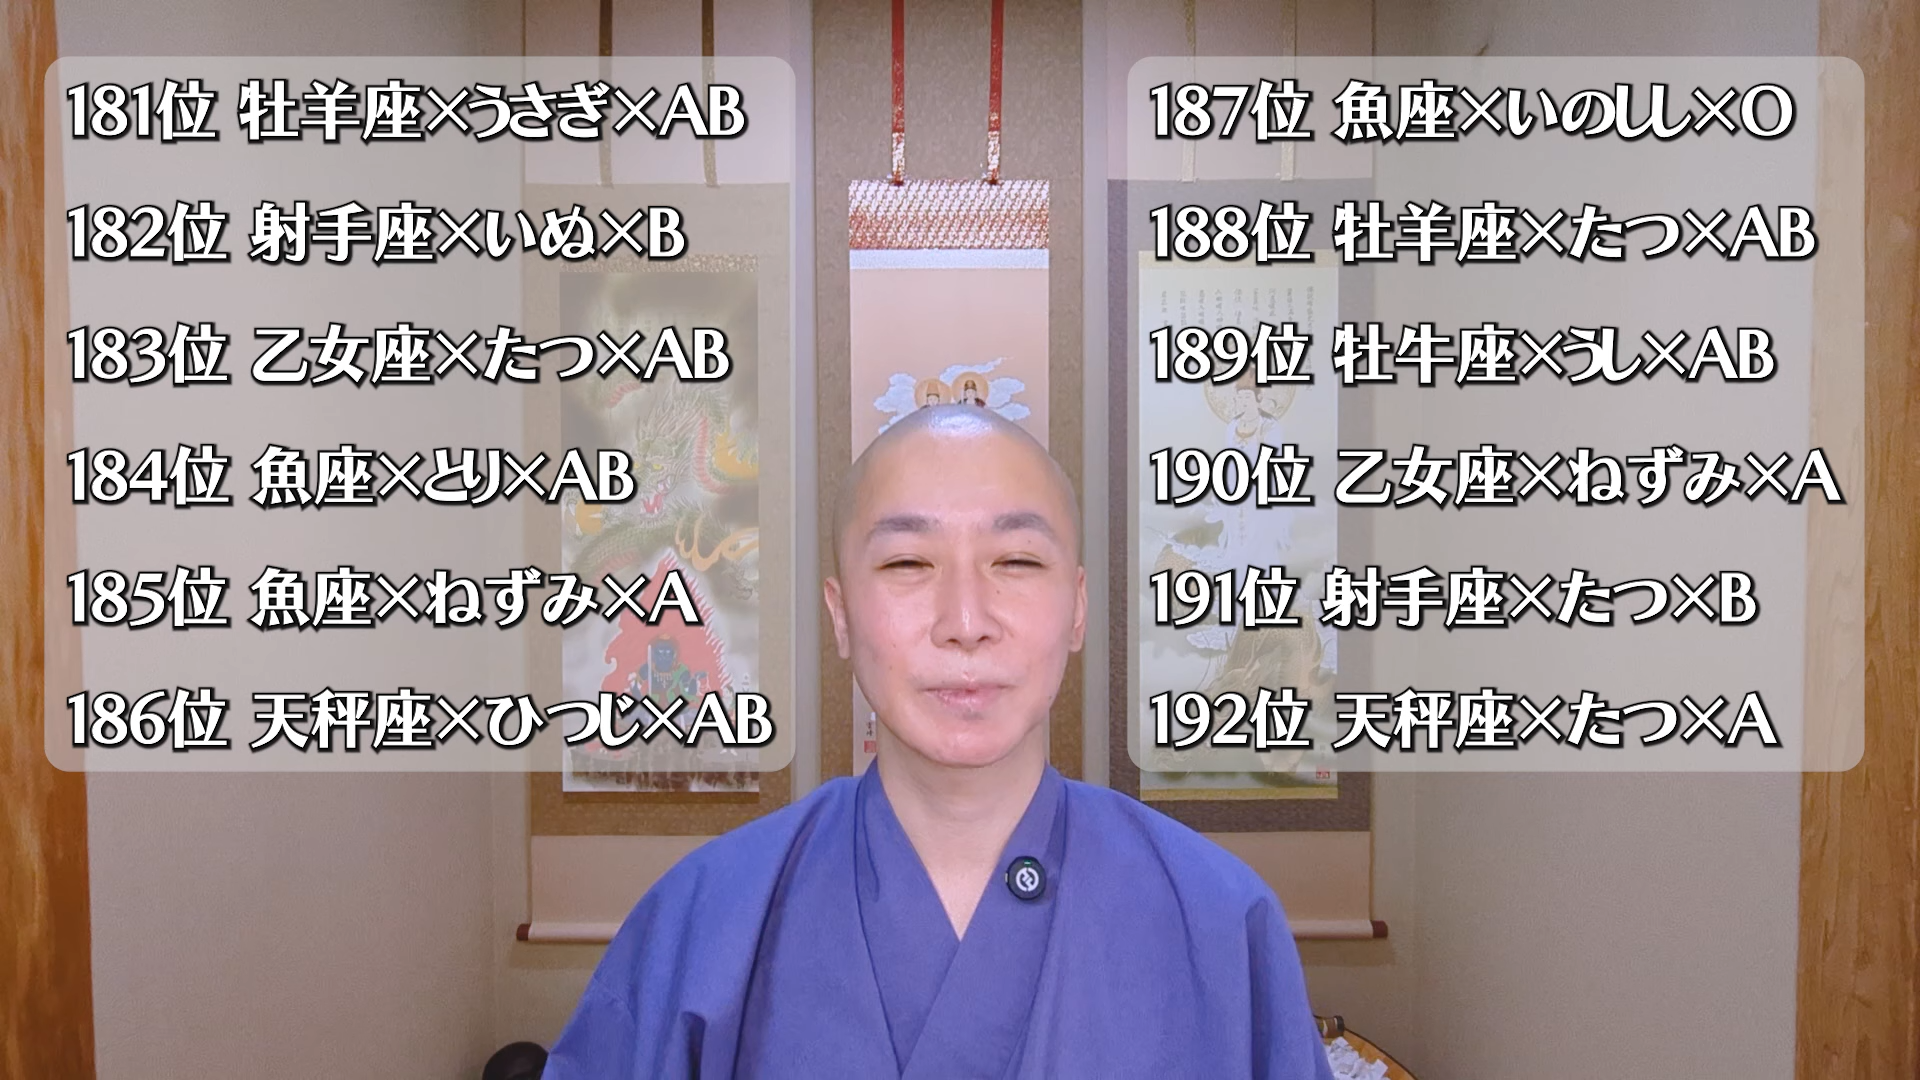 181位 牡羊座×うさぎ×AB
182位 射手座×いぬ×B
183位 乙女座×たつ×AB
184位 魚座×とり×AB
185位 魚座×ねずみ×A
186位 天秤座×ひつじ×AB
187位 魚座×いのしし×O
188位 牡羊座×たつ×AB
189位 牡牛座×うし×AB
190位 乙女座×ねずみ×A
191位 射手座×たつ×B
192位 天秤座×たつ×A